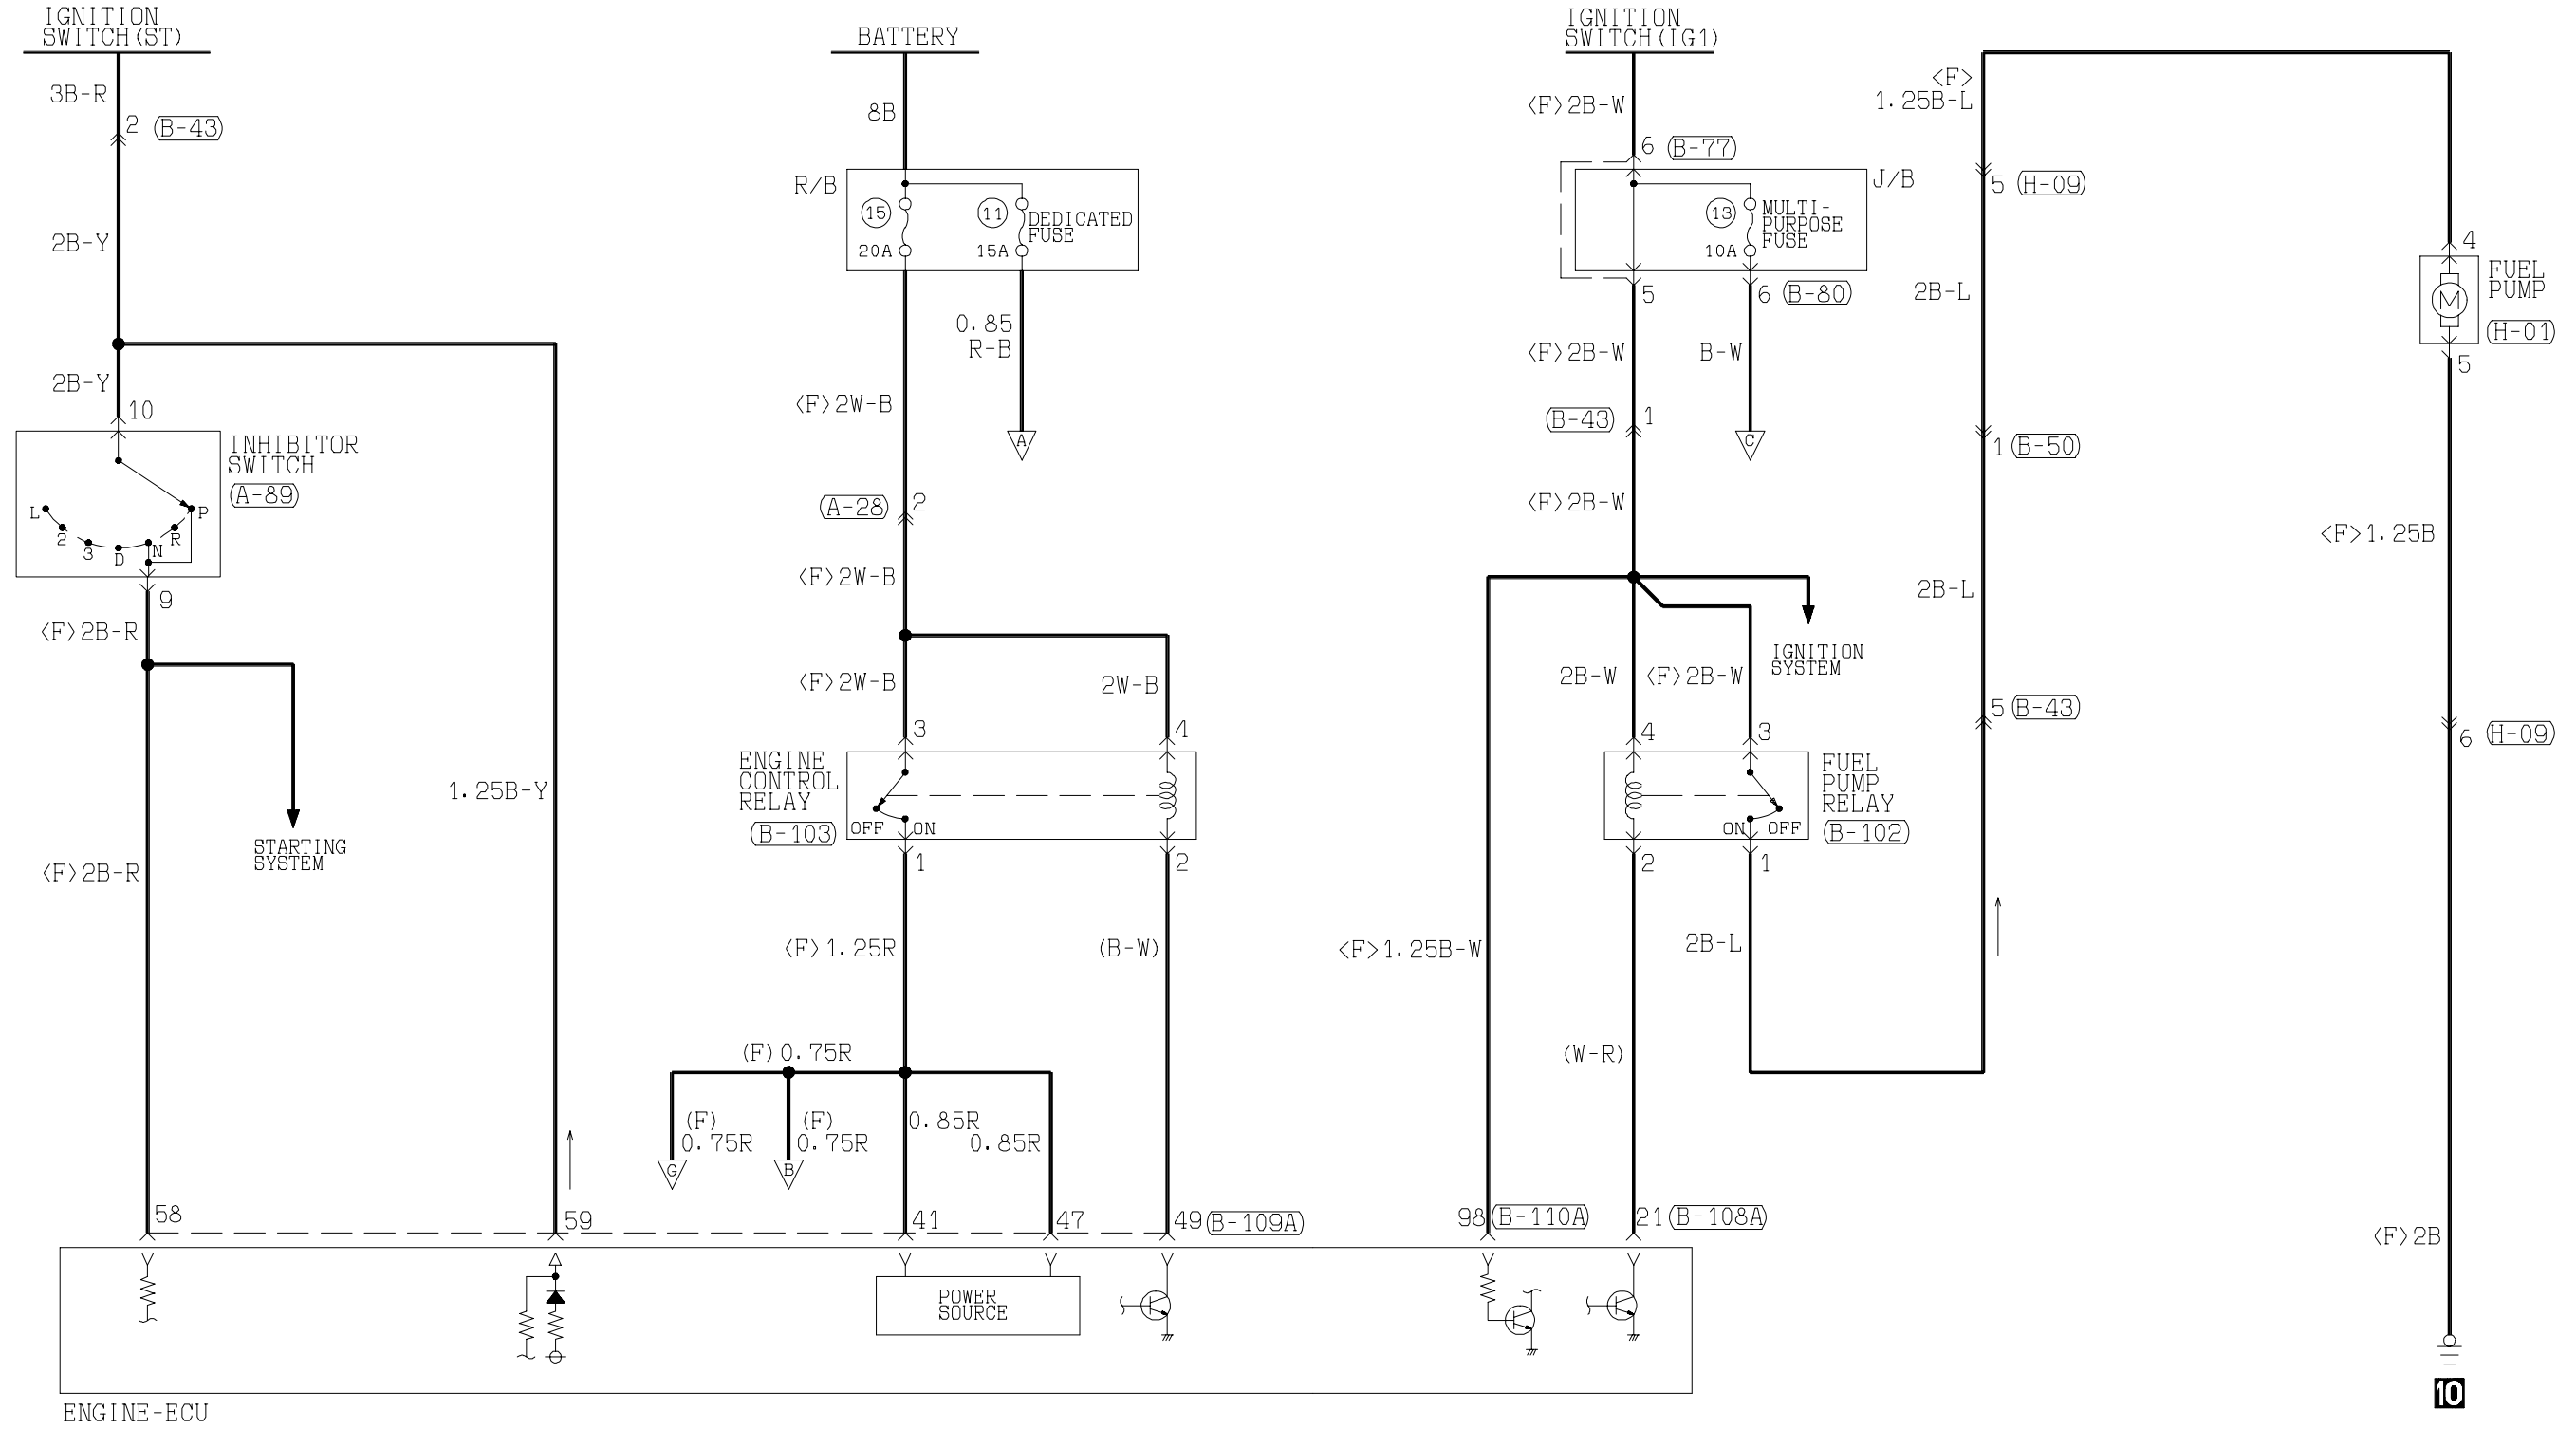 IGNITION
SWITCH(ST)
3B-R
2 (B-43)
2B-Y
2B-Y
10
INHIBITOR
SWITCH
(A-89)
L
2
3
D
N
R
P
9
<F>2B-R
STARTING
SYSTEM
<F>2B-R
1.25B-Y
58
59
BATTERY
8B
R/B
15
20A
11
15A
DEDICATED
FUSE
0.85
R-B
A
<F>2W-B
(A-28) 2
<F>2W-B
<F>2W-B
2W-B
3
4
ENGINE
CONTROL
RELAY
(B-103)
OFF
ON
1
2
<F>1.25R
(B-W)
(F)0.75R
(F)
0.75R
(F)
0.75R
0.85R
0.85R
G
B
41
47
49 (B-109A)
IGNITION
SWITCH(IG1)
<F>2B-W
6 (B-77)
J/B
13
10A
MULTI-
PURPOSE
FUSE
5
6 (B-80)
<F>2B-W
B-W
C
(B-43) 1
<F>2B-W
IGNITION
SYSTEM
2B-W
<F>2B-W
4
3
FUEL
PUMP
RELAY
(B-102)
ON
OFF
2
1
<F>1.25B-W
2B-L
(W-R)
98 (B-110A)
21 (B-108A)
<F>
1.25B-L
5 (H-09)
2B-L
1 (B-50)
2B-L
5 (B-43)
4
FUEL
PUMP
M
(H-01)
5
<F>1.25B
6 (H-09)
<F>2B
10
POWER
SOURCE
ENGINE-ECU